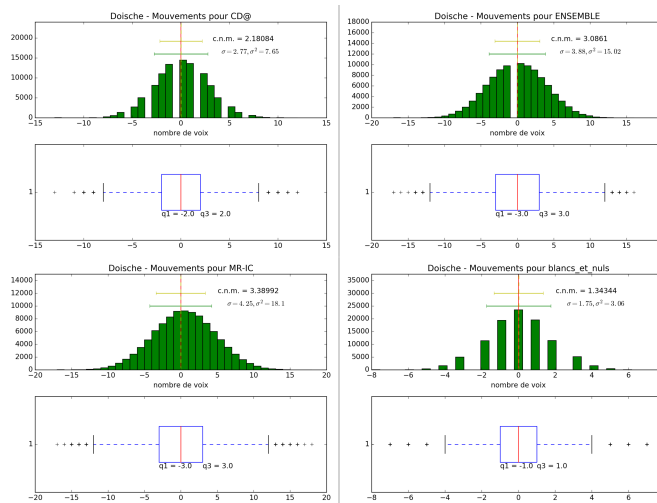 Doische - Mouvements pour CD@
20000
15000
10000
5000
0
c.n.m. = 2.18084
σ=2.77, σ²=7.65
−15 −10 −5 0 5 10 15
nombre de voix
1
q1 = -2.0 q3 = 2.0
−15 −10 −5 0 5 10 15
Doische - Mouvements pour ENSEMBLE
18000
16000
14000
12000
10000
8000
6000
4000
2000
0
c.n.m. = 3.0861
σ=3.88, σ²=15.02
−20 −15 −10 −5 0 5 10 15
nombre de voix
1
q1 = -3.0 q3 = 3.0
−20 −15 −10 −5 0 5 10 15
Doische - Mouvements pour MR-IC
14000
12000
10000
8000
6000
4000
2000
0
c.n.m. = 3.38992
σ=4.25, σ²=18.1
−20 −15 −10 −5 0 5 10 15 20
nombre de voix
1
q1 = -3.0 q3 = 3.0
−20 −15 −10 −5 0 5 10 15 20
Doische - Mouvements pour blancs_et_nuls
35000
30000
25000
20000
15000
10000
5000
0
c.n.m. = 1.34344
σ=1.75, σ²=3.06
−8 −6 −4 −2 0 2 4 6
nombre de voix
1
q1 = -1.0 q3 = 1.0
−8 −6 −4 −2 0 2 4 6